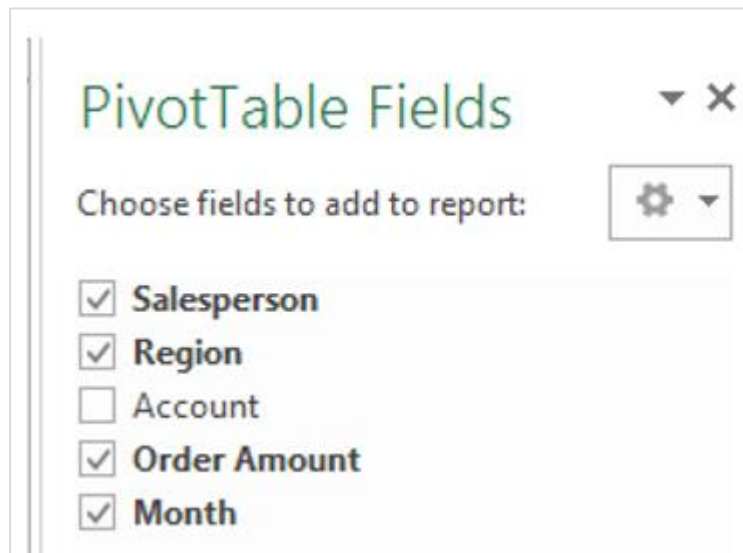 PivotTable Fields
Choose fields to add to report:
Salesperson
Region
Account
Order Amount
Month